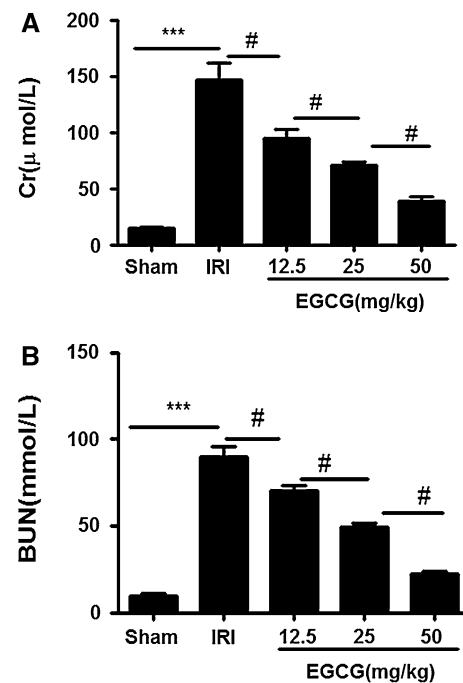 A
Cr(μ mol/L)
200
150
100
50
0
***
#
#
#
Sham IRI 12.5 25 50
EGCG(mg/kg)
B
BUN(mmol/L)
150
100
50
0
***
#
#
#
Sham IRI 12.5 25 50
EGCG(mg/kg)